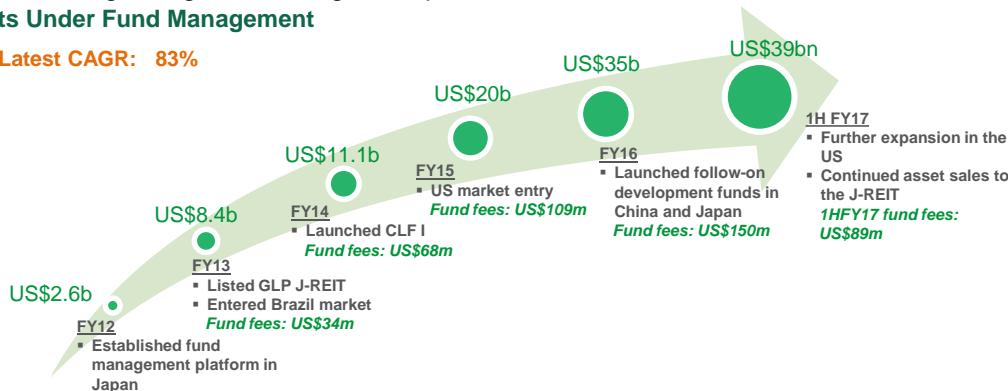 ts Under Fund Management
Latest CAGR: 83%
US$2.6b
FY12
▪ Established fund
management platform in
Japan
US$8.4b
FY13
▪ Listed GLP J-REIT
▪ Entered Brazil market
Fund fees: US$34m
US$11.1b
FY14
▪ Launched CLF I
Fund fees: US$68m
US$20b
FY15
▪ US market entry
Fund fees: US$109m
US$35b
FY16
▪ Launched follow-on
development funds in
China and Japan
Fund fees: US$150m
US$39bn
1H FY17
▪ Further expansion in the
US
▪ Continued asset sales to
the J-REIT
1HFY17 fund fees:
US$89m